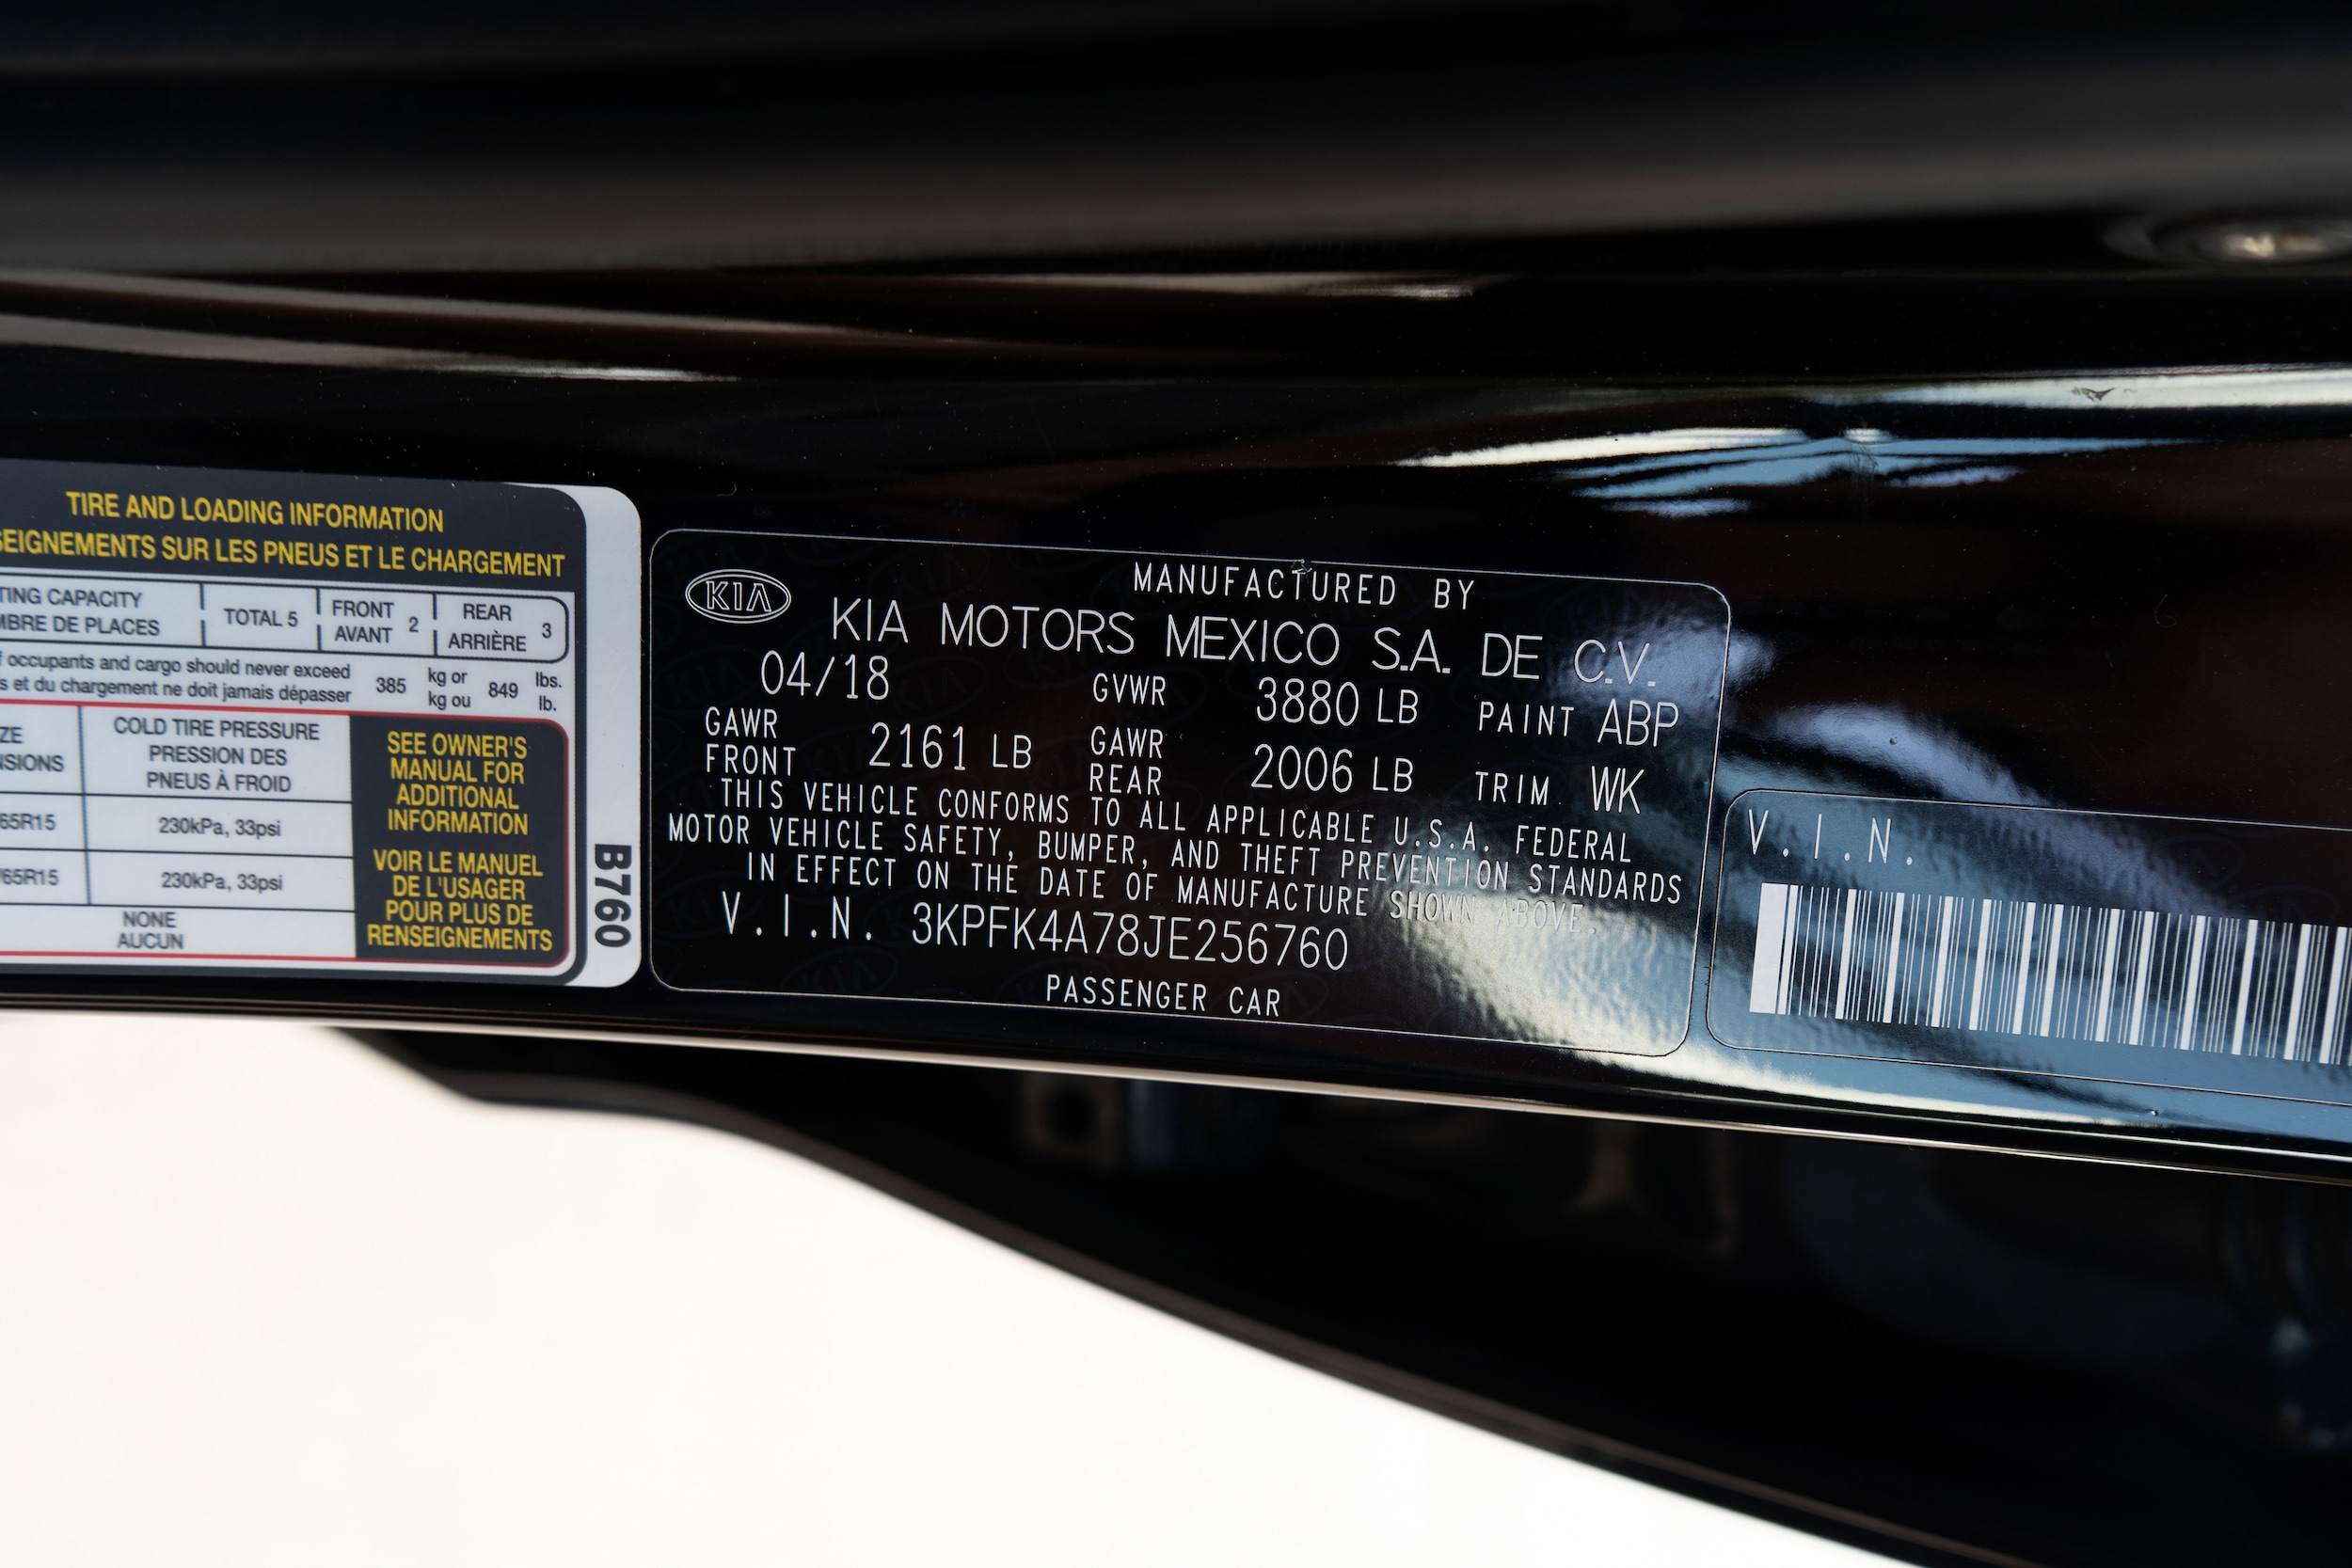 TIRE AND LOADING INFORMATION
SEIGNEMENTS SUR LES PNEUS ET LE CHARGEMENT
TING CAPACITY
MBRE DE PLACES
TOTAL 5
FRONT
AVANT
2
REAR
ARRIÈRE
3
f occupants and cargo should never exceed
s et du chargement ne doit jamais dépasser
385
kg or
kg ou
849
lbs.
lb.
ZE
NSIONS
COLD TIRE PRESSURE
PRESSION DES
PNEUS À FROID
65R15
230kPa, 33psi
/65R15
230kPa, 33psi
NONE
AUCUN
SEE OWNER'S
MANUAL FOR
ADDITIONAL
INFORMATION
VOIR LE MANUEL
DE L'USAGER
POUR PLUS DE
RENSEIGNEMENTS
B760
KIA
MANUFACTURED BY
KIA MOTORS MEXICO S.A. DE C.V.
04/18 GVWR 3880 LB PAINT ABP
GAWR
FRONT
2161 LB
GAWR
REAR
2006 LB
TRIM WK
THIS VEHICLE CONFORMS TO ALL APPLICABLE U.S.A. FEDERAL
MOTOR VEHICLE SAFETY, BUMPER, AND THEFT PREVENTION STANDARDS
IN EFFECT ON THE DATE OF MANUFACTURE SHOWN ABOVE.
V.I.N. 3KPFK4A78JE256760
PASSENGER CAR
V.I.N.